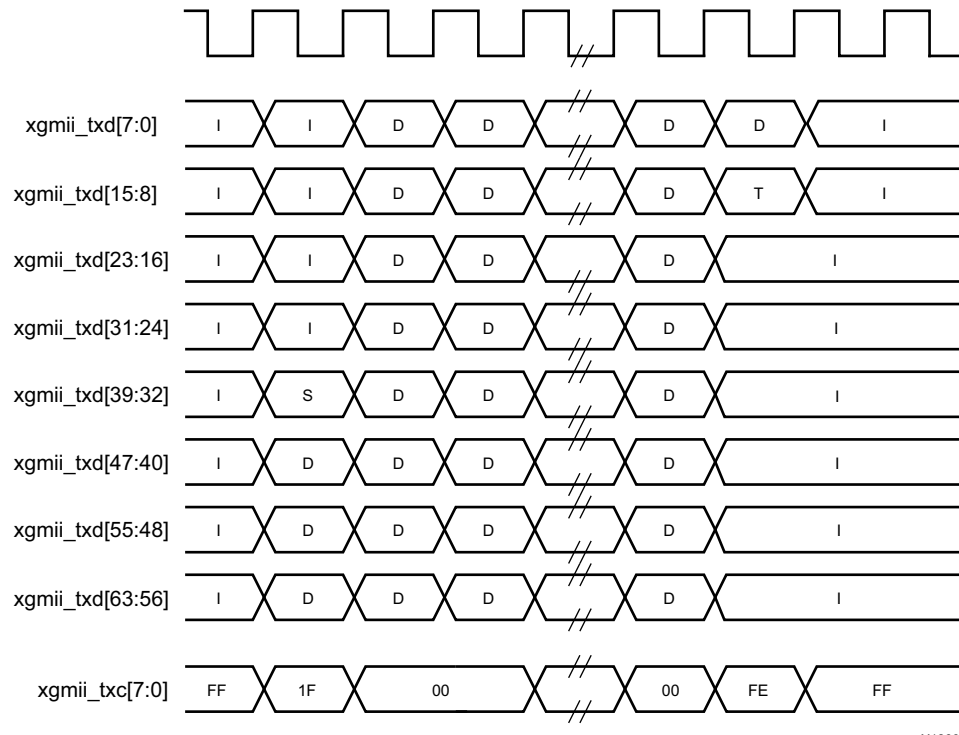 xgmii_txd[7:0] I I D D D D I
xgmii_txd[15:8] I I D D D T I
xgmii_txd[23:16] I I D D D I
xgmii_txd[31:24] I I D D D I
xgmii_txd[39:32] I S D D D I
xgmii_txd[47:40] I D D D D I
xgmii_txd[55:48] I D D D D I
xgmii_txd[63:56] I D D D D I
xgmii_txc[7:0] FF 1F 00 00 FE FF